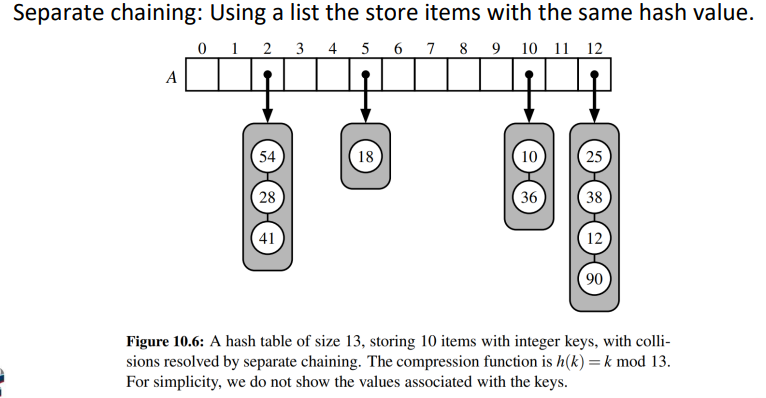 Separate chaining: Using a list the store items with the same hash value.
0 1 2 3 4 5 6 7 8 9 10 11 12
A
54 18 10 25
28 36 38
41 12
90
Figure 10.6: A hash table of size 13, storing 10 items with integer keys, with colli-
sions resolved by separate chaining. The compression function is h(k) = k mod 13.
For simplicity, we do not show the values associated with the keys.